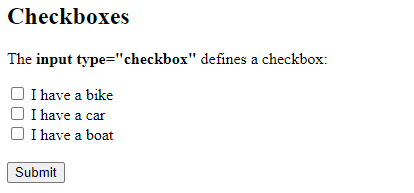 Checkboxes
The input type="checkbox" defines a checkbox:
I have a bike
I have a car
I have a boat
Submit